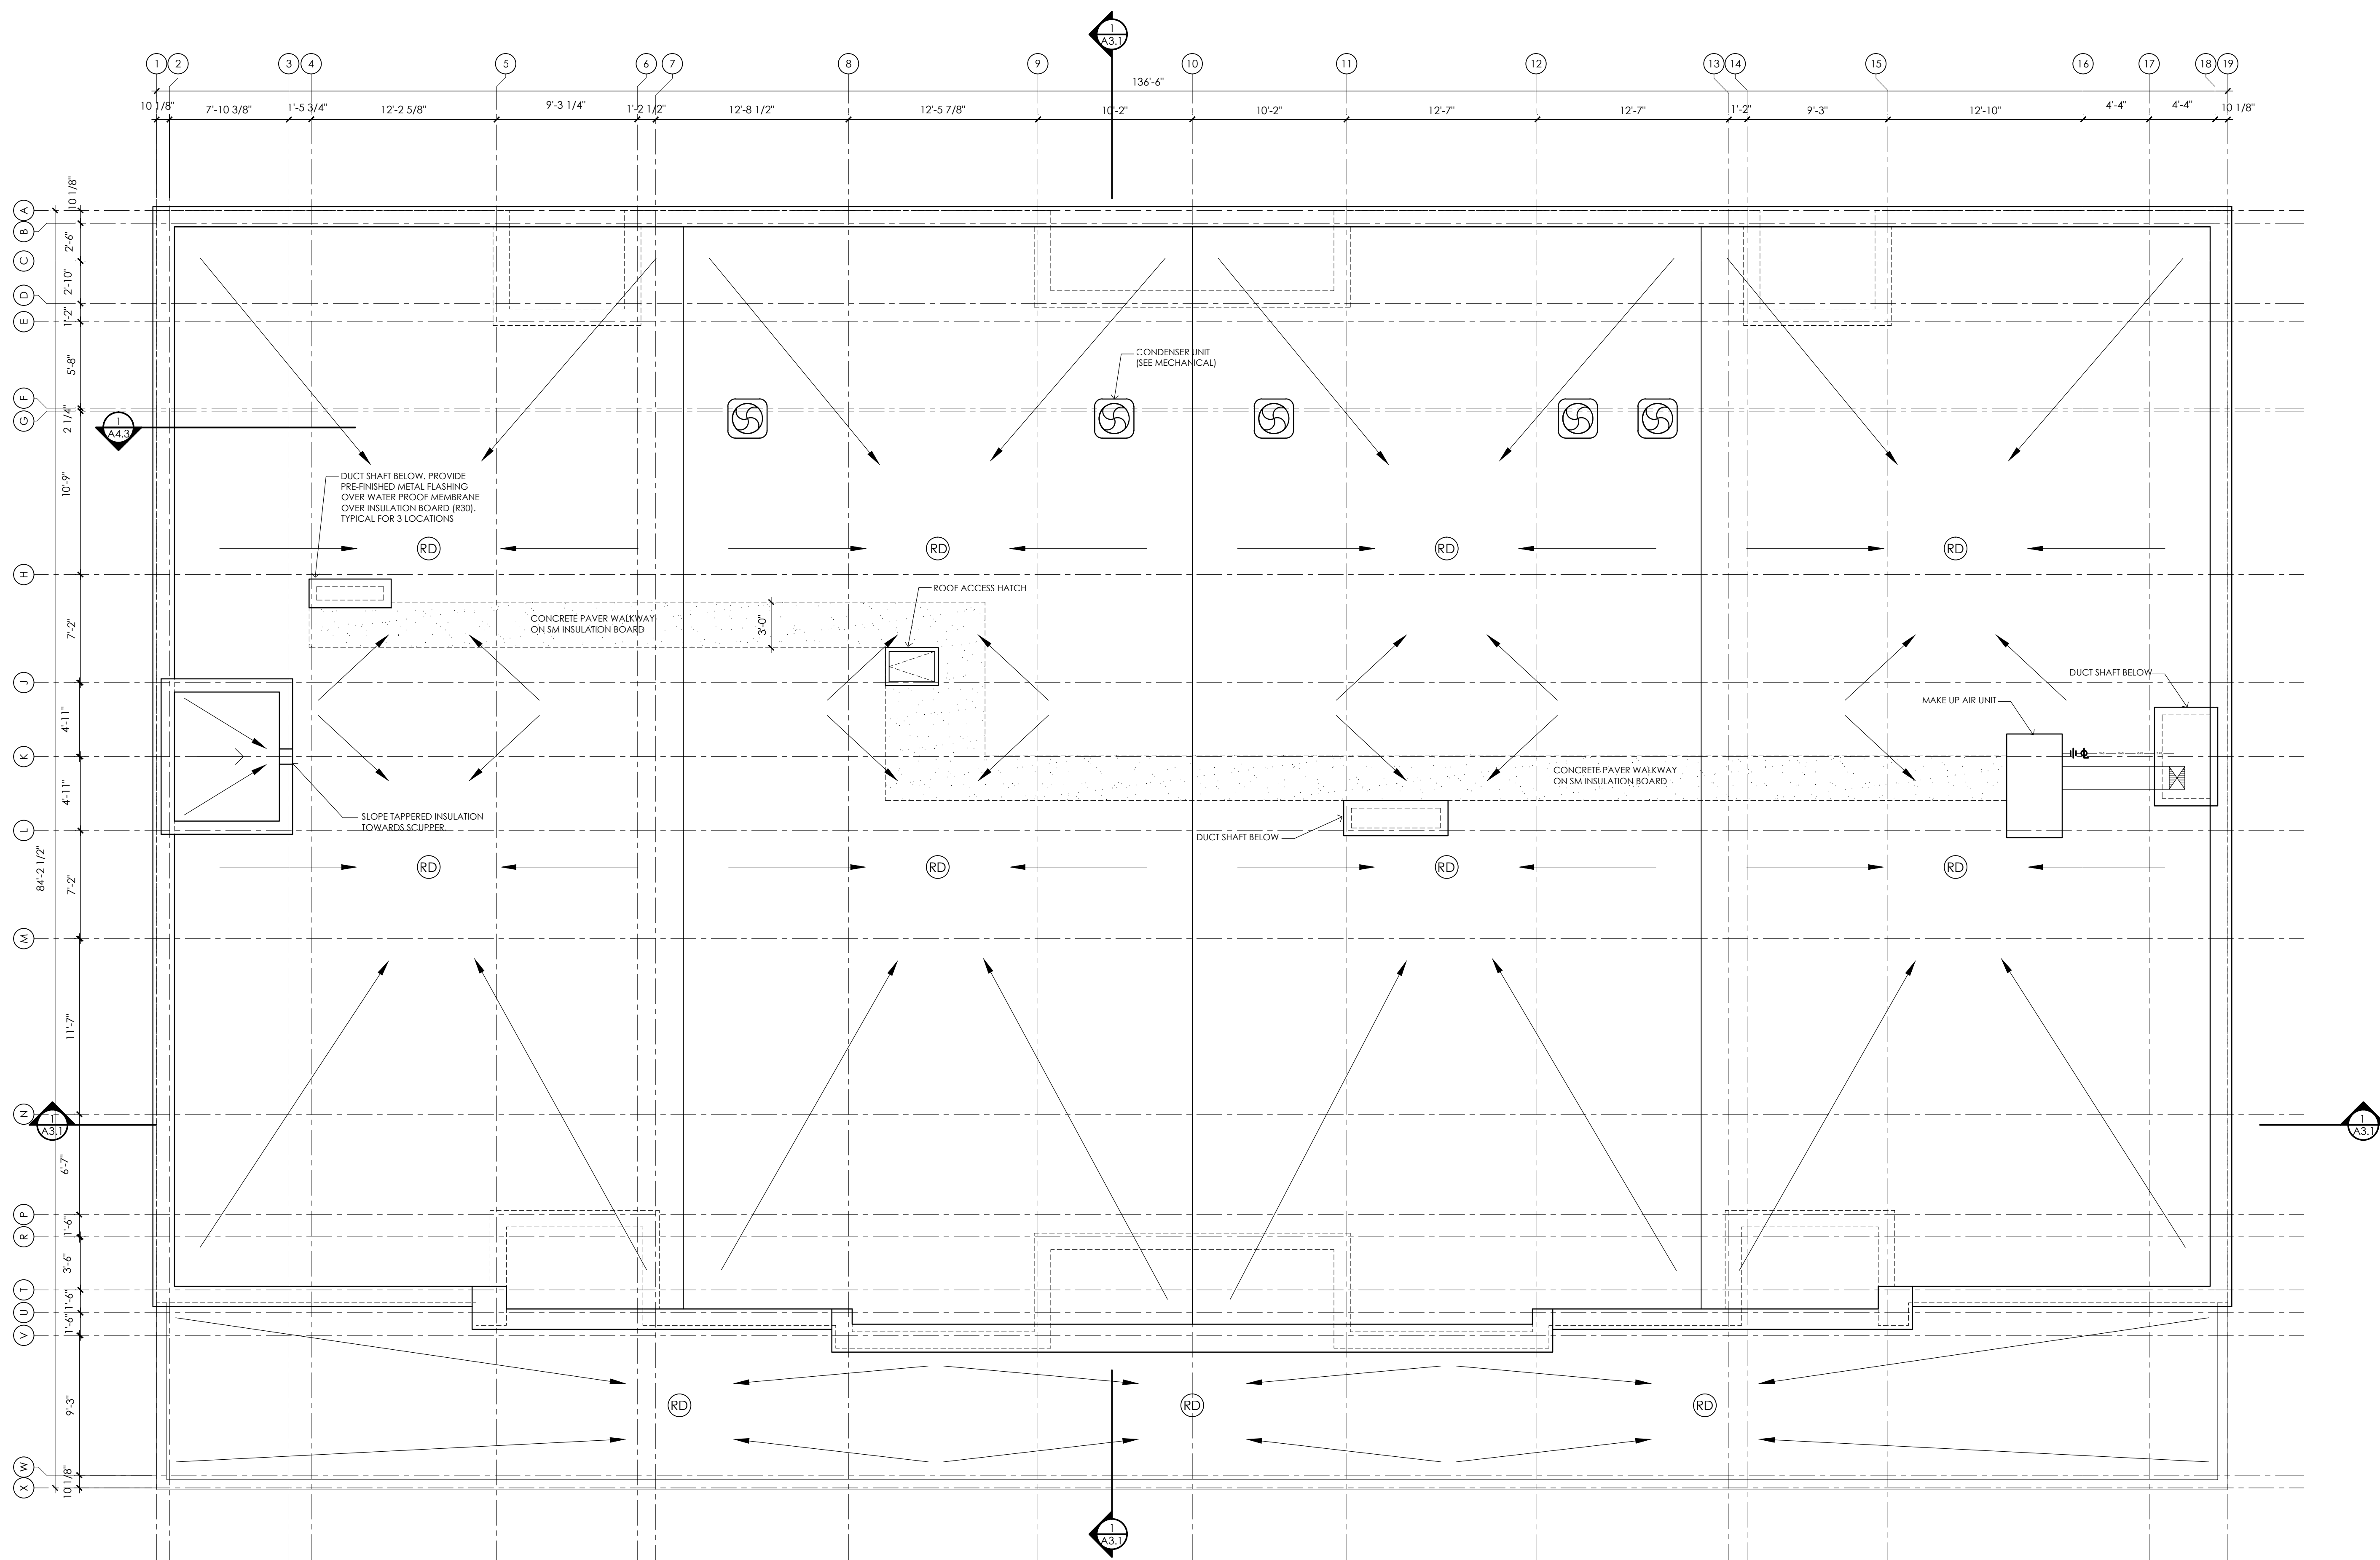 1
A3.1
1 2 3 4 5 6 7 8 9 10 11 12 13 14 15 16 17 18 19
136'-6"
10 1/8" 7'-10 3/8" 1'-5 3/4" 12'-2 5/8" 9'-3 1/4" 1'-2 1/2" 12'-8 1/2" 12'-5 7/8" 10'-2" 10'-2" 12'-7" 12'-7" 1'-2" 9'-3" 12'-10" 4'-4" 4'-4" 10 1/8"
A
10 1/8"
B
2'-6"
C
2'-10"
D
1'-2"
E
5'-8"
F
2 1/4"
G
10'-9"
H
7'-2"
J
4'-11"
K
4'-11"
L
84'-2 1/2"
7'-2"
M
11'-7"
N
6'-7"
P
1'-6"
R
3'-6"
T
1'-6"
U
1'-6"
V
9'-3"
W
10 1/8"
X
CONDENSER UNIT
(SEE MECHANICAL)
1
A4.3
DUCT SHAFT BELOW. PROVIDE
PRE-FINISHED METAL FLASHING
OVER WATER PROOF MEMBRANE
OVER INSULATION BOARD (R30).
TYPICAL FOR 3 LOCATIONS
RD RD RD RD
ROOF ACCESS HATCH
CONCRETE PAVER WALKWAY
ON SM INSULATION BOARD
3'-0"
DUCT SHAFT BELOW
MAKE UP AIR UNIT
CONCRETE PAVER WALKWAY
ON SM INSULATION BOARD
SLOPE TAPPERED INSULATION
TOWARDS SCUPPER.
DUCT SHAFT BELOW
RD RD RD RD
1
A3.1
1
A3.1
RD RD RD
1
A3.1